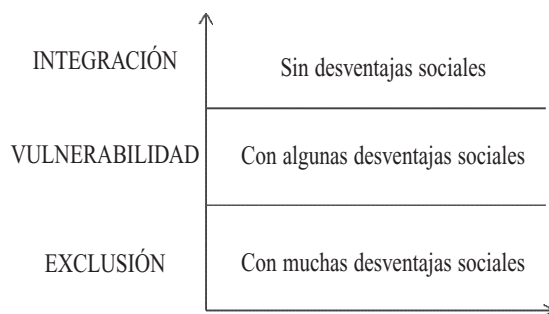 INTEGRACIÓN Sin desventajas sociales
VULNERABILIDAD Con algunas desventajas sociales
EXCLUSIÓN Con muchas desventajas sociales